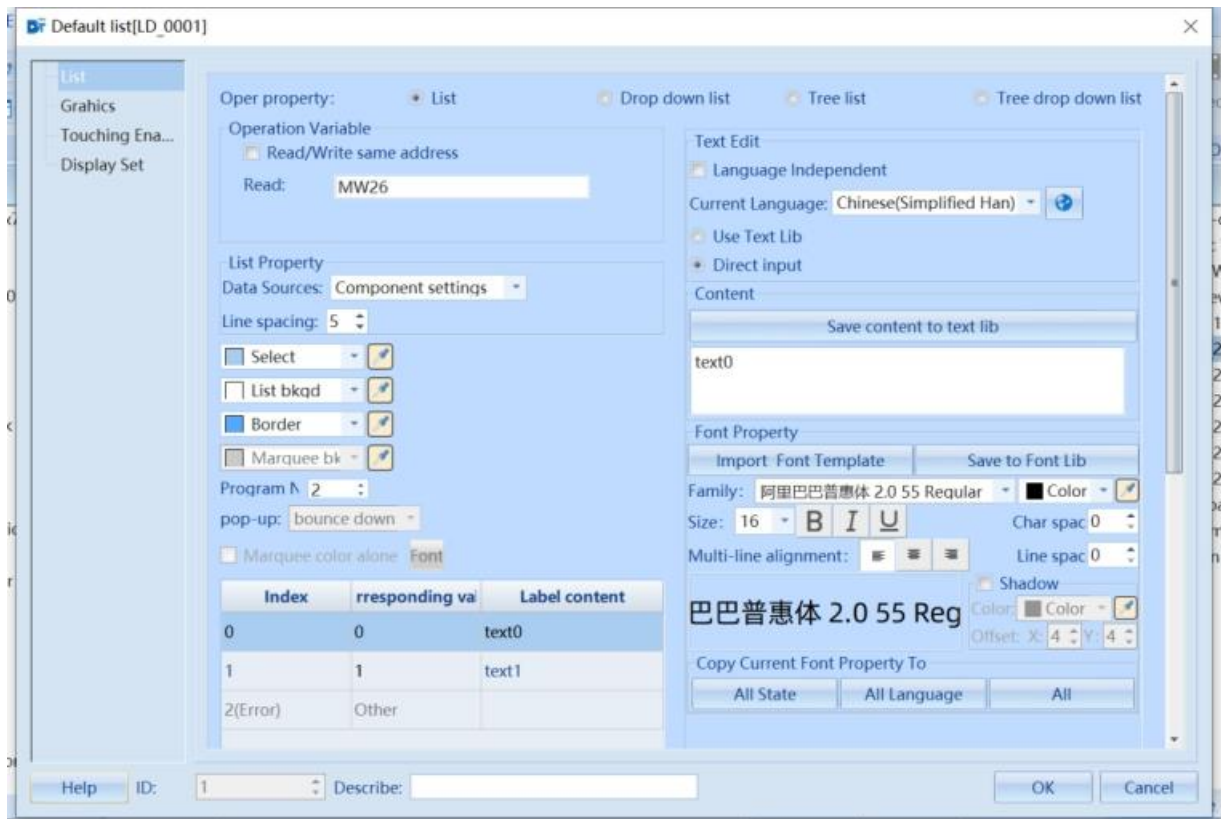 Default list[LD_0001]
List
Grahics
Touching Ena...
Display Set
Oper property:
List
Drop down list
Tree list
Tree drop down list
Operation Variable
Read/Write same address
Read: MW26
List Property
Data Sources: Component settings
Line spacing: 5
Select
List bkgd
Border
Marquee bk
Program N 2
pop-up: bounce down
Marquee color alone Font
Index rresponding val Label content
0 0 text0
1 1 text1
2(Error) Other
Text Edit
Language Independent
Current Language: Chinese(Simplified Han)
Use Text Lib
Direct input
Content
Save content to text lib
text0
Font Property
Import Font Template Save to Font Lib
Family: 阿里巴巴普惠体 2.0 55 Regular Color
Size: 16 B I U Char spac 0
Multi-line alignment: Line spac 0
巴巴普惠体 2.0 55 Reg
Shadow
Color: Color
Offset: X: 4 Y: 4
Copy Current Font Property To
All State All Language All
Help ID: 1 Describe: OK Cancel